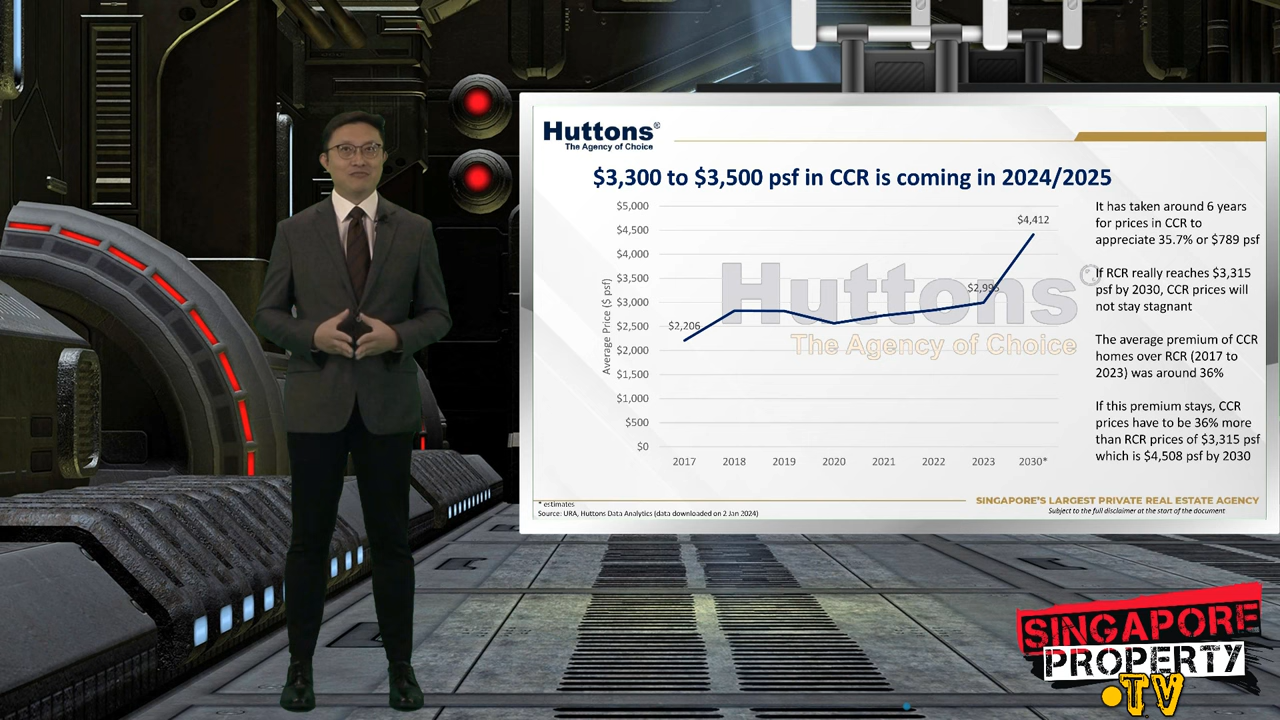 Huttons®
The Agency of Choice
$3,300 to $3,500 psf in CCR is coming in 2024/2025
$5,000
$4,500
$4,000
$3,500
$3,000
$2,500
$2,000
$1,500
$1,000
$500
$0
Average Price ($ psf)
$2,206
$2,995
$4,412
2017
2018
2019
2020
2021
2022
2023
2030*
Huttons®
The Agency of Choice
It has taken around 6 years
for prices in CCR to
appreciate 35.7% or $789 psf
If RCR really reaches $3,315
psf by 2030, CCR prices will
not stay stagnant
The average premium of CCR
homes over RCR (2017 to
2023) was around 36%
If this premium stays, CCR
prices have to be 36% more
than RCR prices of $3,315 psf
which is $4,508 psf by 2030
* estimates
Source: URA, Huttons Data Analytics (data downloaded on 2 Jan 2024)
SINGAPORE'S LARGEST PRIVATE REAL ESTATE AGENCY
Subject to the full disclaimer at the start of the document
SINGAPORE
PROPERTY
.TV